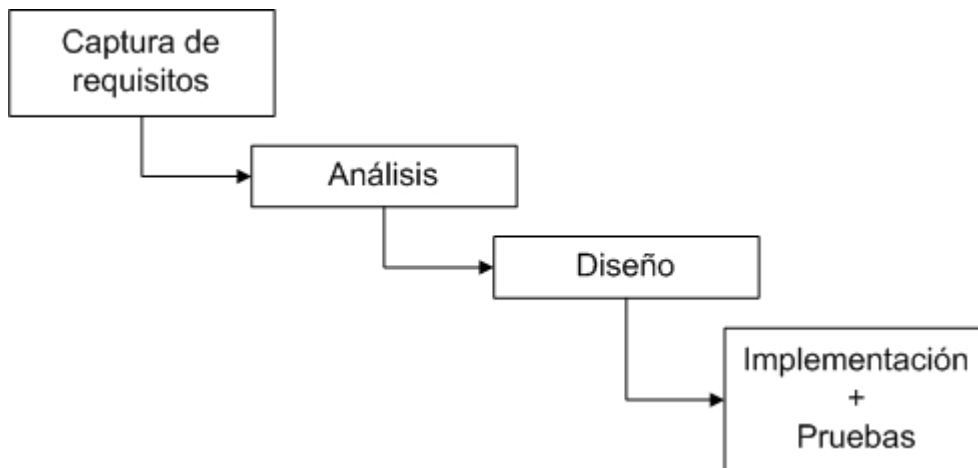 Captura de
requisitos
Análisis
Diseño
Implementación
+
Pruebas